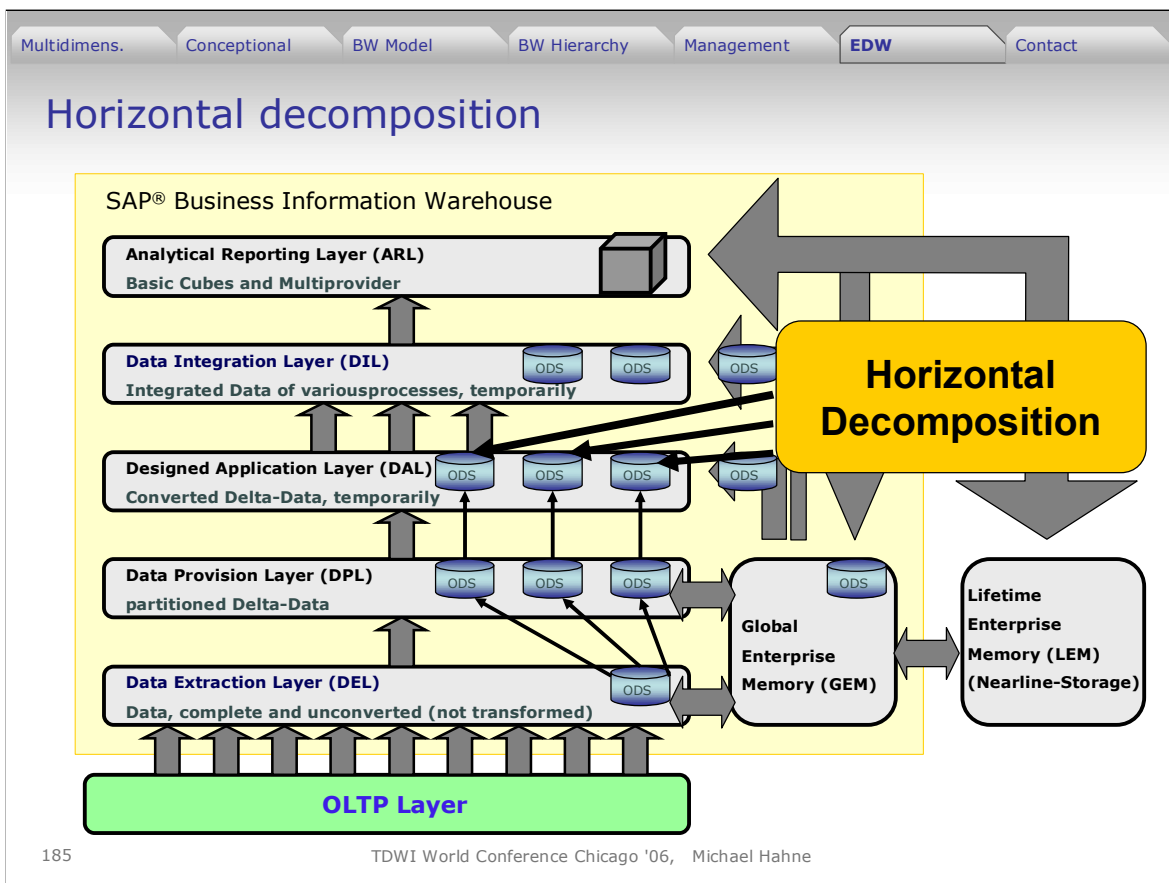 Multidimens. Conceptional BW Model BW Hierarchy Management EDW Contact
Horizontal decomposition
SAP® Business Information Warehouse
Analytical Reporting Layer (ARL)
Basic Cubes and Multiprovider
Data Integration Layer (DIL)
Integrated Data of variousprocesses, temporarily
ODS ODS ODS
Horizontal
Decomposition
Designed Application Layer (DAL)
Converted Delta-Data, temporarily
ODS ODS ODS ODS
Data Provision Layer (DPL)
partitioned Delta-Data
ODS ODS ODS
ODS
Global
Enterprise
Memory (GEM)
Lifetime
Enterprise
Memory (LEM)
(Nearline-Storage)
Data Extraction Layer (DEL)
Data, complete and unconverted (not transformed)
ODS
OLTP Layer
185 TDWI World Conference Chicago '06, Michael Hahne